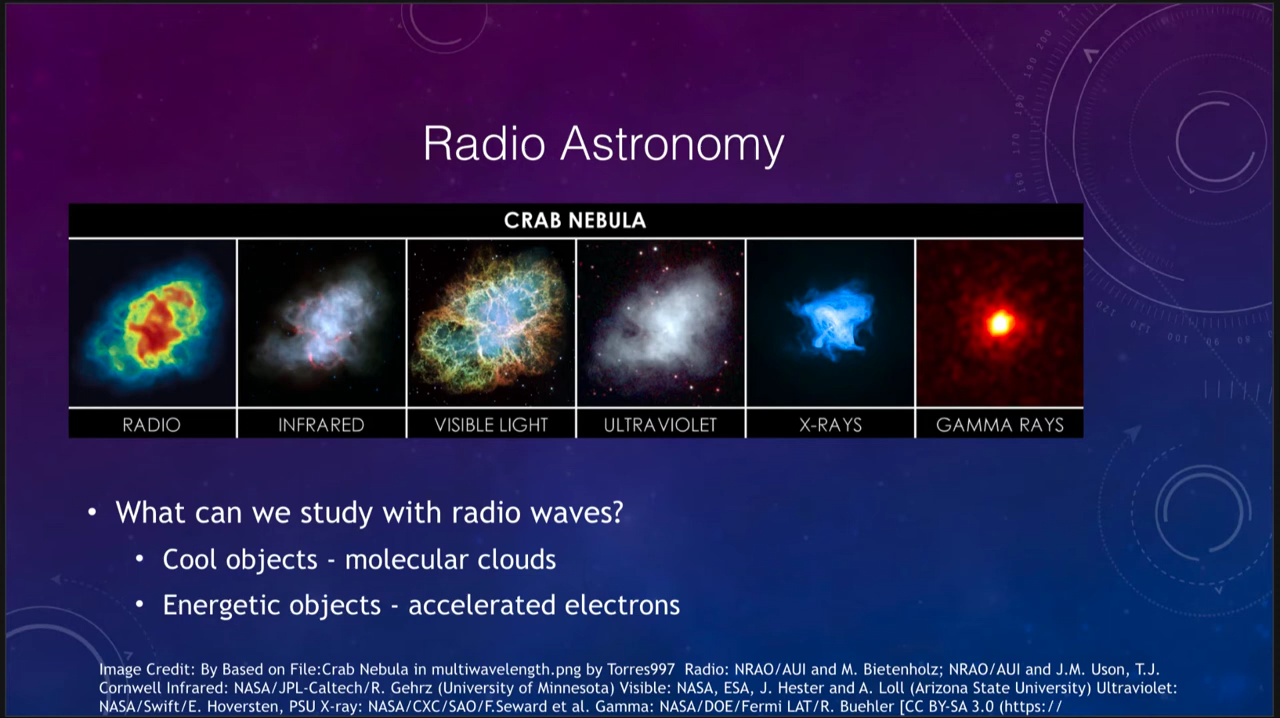 Radio Astronomy
CRAB NEBULA
RADIO INFRARED VISIBLE LIGHT ULTRAVIOLET X-RAYS GAMMA RAYS
• What can we study with radio waves?
• Cool objects - molecular clouds
• Energetic objects - accelerated electrons
Image Credit: By Based on File:Crab Nebula in multiwavelength.png by Torres997 Radio: NRAO/AUI and M. Bietenholz; NRAO/AUI and J.M. Uson, T.J.
Cornwell Infrared: NASA/JPL-Caltech/R. Gehrz (University of Minnesota) Visible: NASA, ESA, J. Hester and A. Loll (Arizona State University) Ultraviolet:
NASA/Swift/E. Hoversten, PSU X-ray: NASA/CXC/SAO/F.Seward et al. Gamma: NASA/DOE/Fermi LAT/R. Buehler [CC BY-SA 3.0 (https://